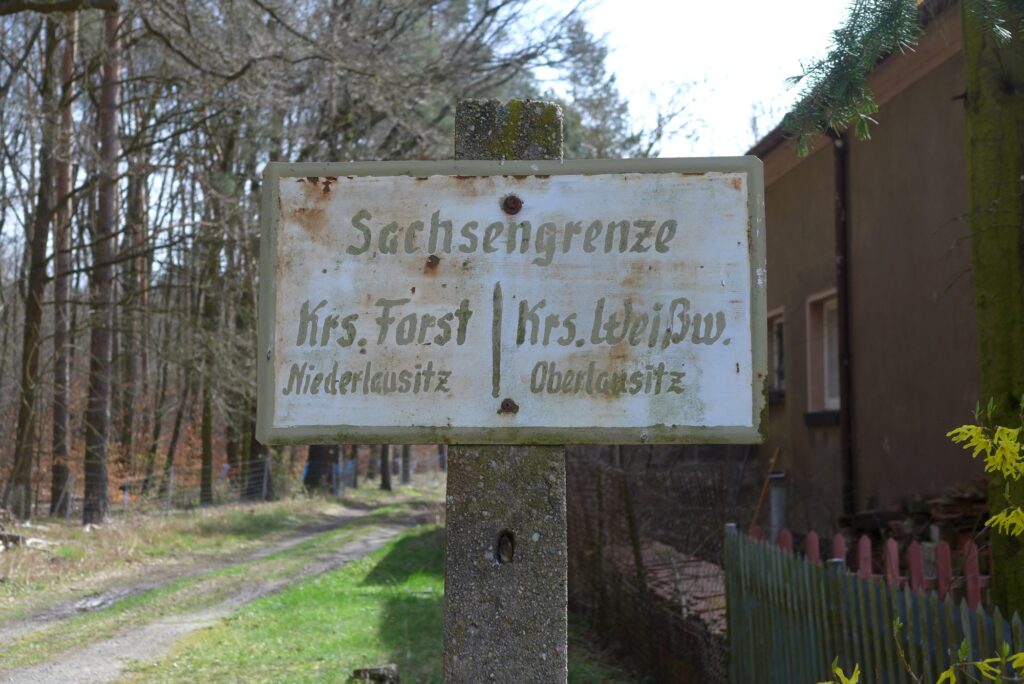 Sachsengrenze
Krs. Forst | Krs. Weißw.
Niederlausitz | Oberlausitz